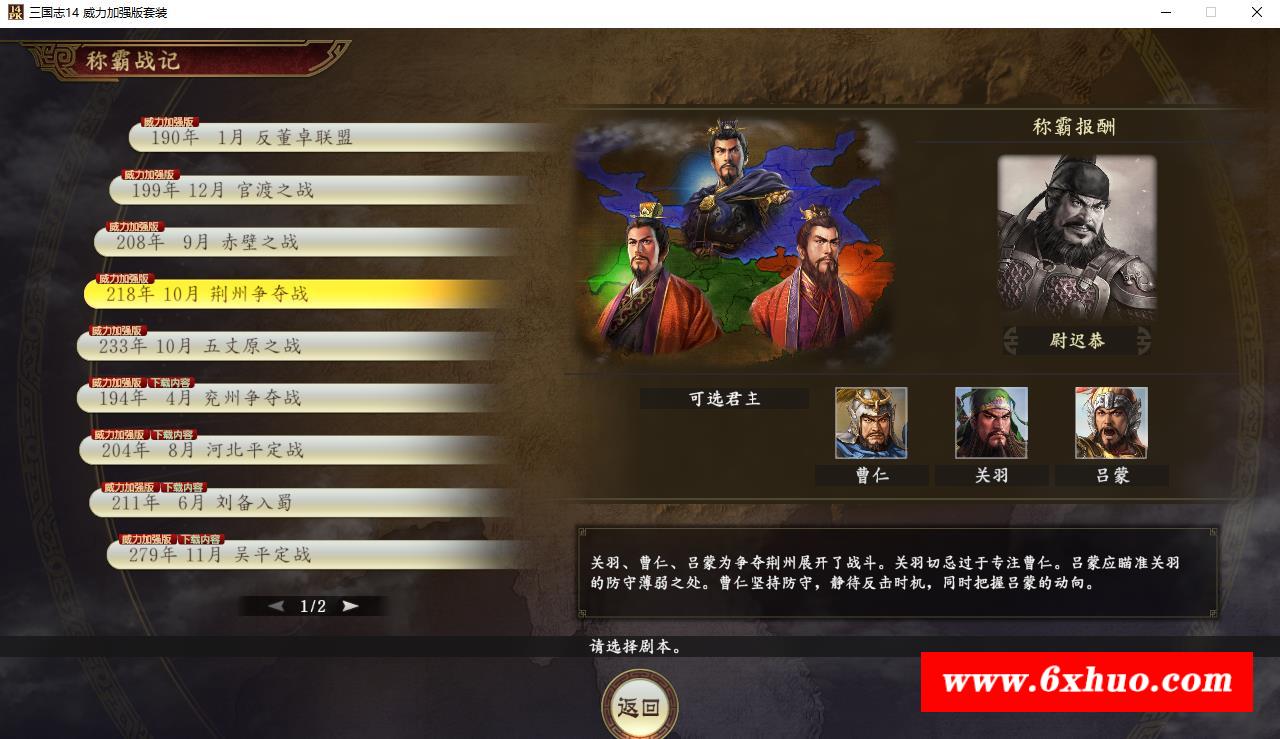 三国志14 威力加强版套装
称霸战记
威力加强版
190年 1月 反董卓联盟
威力加强版
199年 12月 官渡之战
威力加强版
208年 9月 赤壁之战
威力加强版
218年 10月 荆州争夺战
威力加强版
233年 10月 五丈原之战
威力加强版 下载内容
194年 4月 兖州争夺战
威力加强版 下载内容
204年 8月 河北平定战
威力加强版 下载内容
211年 6月 刘备入蜀
威力加强版 下载内容
279年 11月 吴平定战
1/2
称霸报酬
尉迟恭
可选君主
曹仁 关羽 吕蒙
关羽、曹仁、吕蒙为争夺荆州展开了战斗。关羽切忌过于专注曹仁。吕蒙应瞄准关羽
的防守薄弱之处。曹仁坚持防守，静待反击时机，同时把握吕蒙的动向。
请选择剧本。
返回
www.6xhuo.com